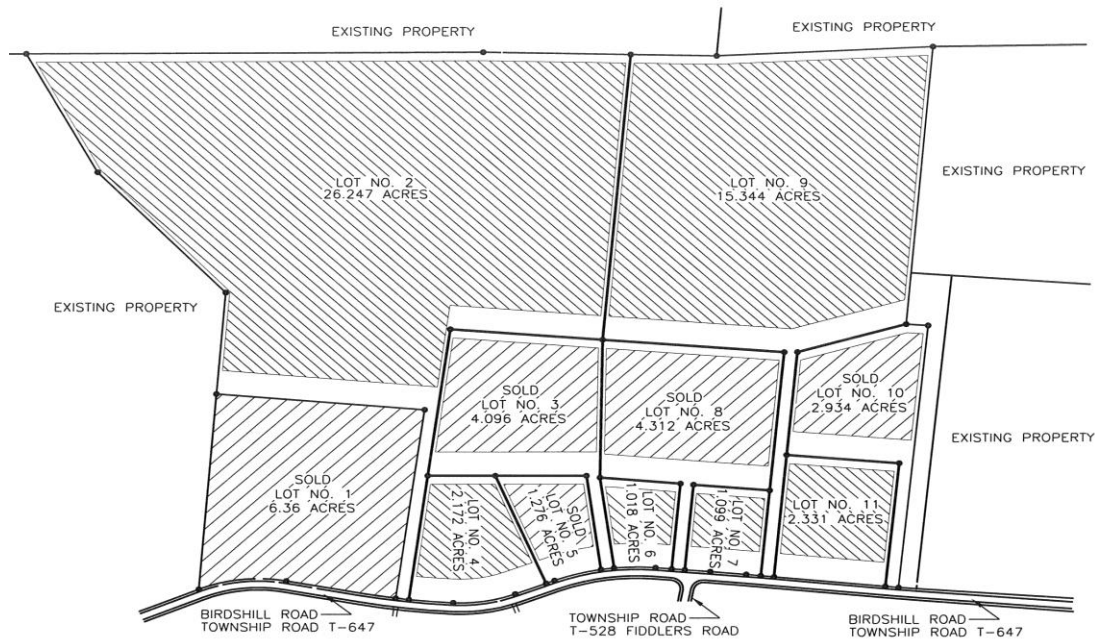 EXISTING PROPERTY
EXISTING PROPERTY
LOT NO. 2
26.247 ACRES
LOT NO. 9
15.344 ACRES
EXISTING PROPERTY
EXISTING PROPERTY
SOLD
LOT NO. 3
4.096 ACRES
SOLD
LOT NO. 8
4.312 ACRES
SOLD
LOT NO. 10
2.934 ACRES
EXISTING PROPERTY
SOLD
LOT NO. 1
6.36 ACRES
LOT NO. 4
2.172 ACRES
SOLD
LOT NO. 5
1.276 ACRES
LOT NO. 6
1.018 ACRES
LOT NO. 7
1.099 ACRES
LOT NO. 11
2.331 ACRES
BIRDSHILL ROAD
TOWNSHIP ROAD T-647
TOWNSHIP ROAD
T-528 FIDDLERS ROAD
BIRDSHILL ROAD
TOWNSHIP ROAD T-647